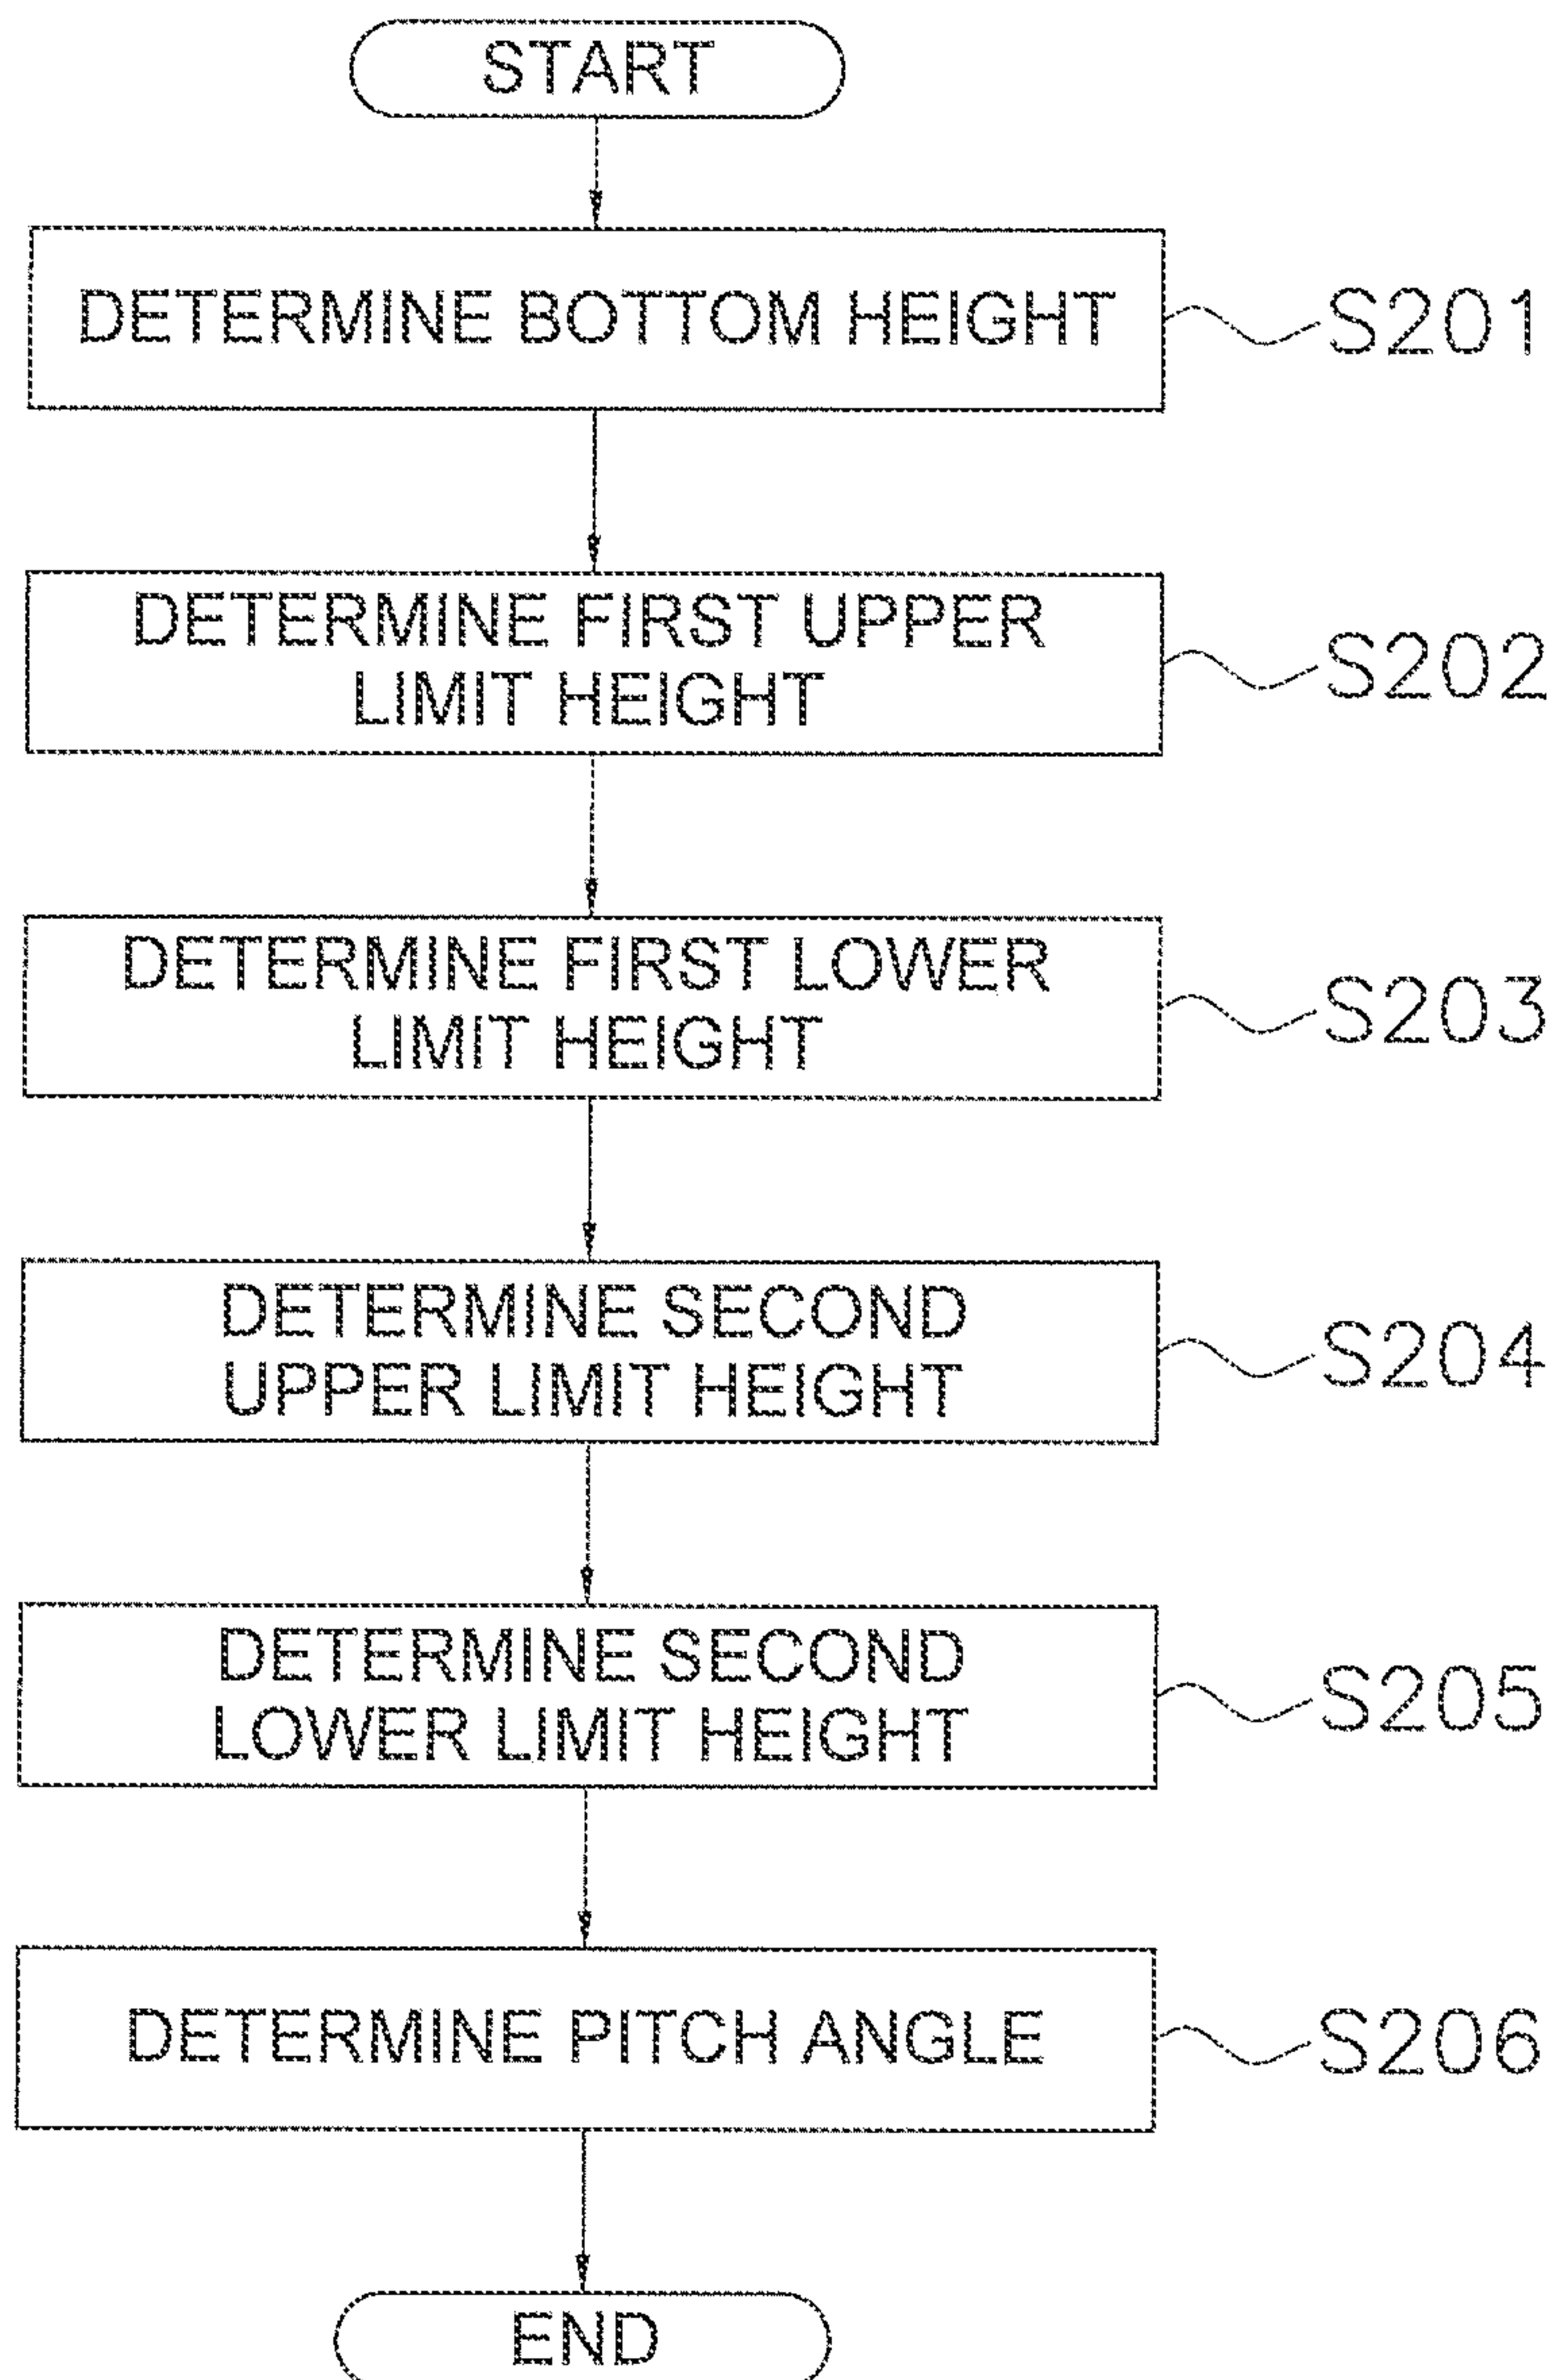 START
DETERMINE BOTTOM HEIGHT
S201
DETERMINE FIRST UPPER
LIMIT HEIGHT
S202
DETERMINE FIRST LOWER
LIMIT HEIGHT
S203
DETERMINE SECOND
UPPER LIMIT HEIGHT
S204
DETERMINE SECOND
LOWER LIMIT HEIGHT
S205
DETERMINE PITCH ANGLE
S206
END